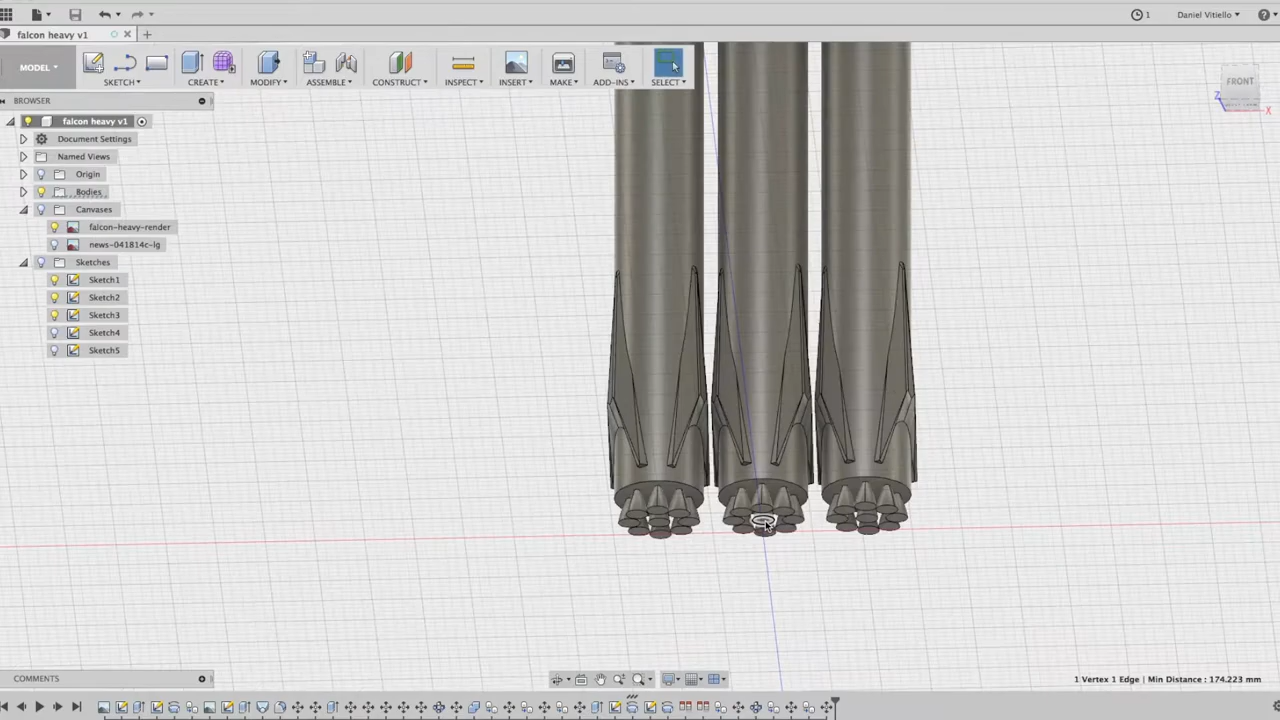 1
Daniel Vitiello
falcon heavy v1
MODEL
SKETCH
CREATE
MODIFY
ASSEMBLE
CONSTRUCT
INSPECT
INSERT
MAKE
ADD-INS
SELECT
FRONT
Z
X
BROWSER
falcon heavy v1
Document Settings
Named Views
Origin
Bodies
Canvases
falcon-heavy-render
news-041814c-lg
Sketches
Sketch1
Sketch2
Sketch3
Sketch4
Sketch5
COMMENTS
1 Vertex 1 Edge | Min Distance : 174.223 mm